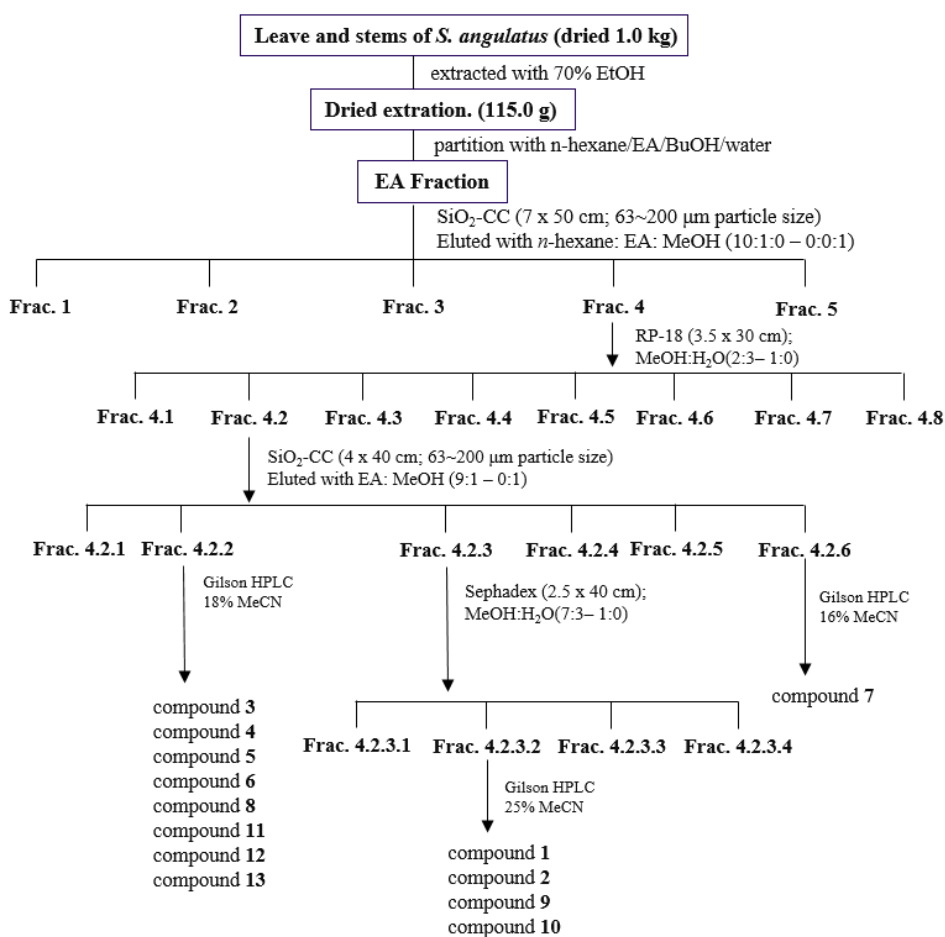 Leave and stems of S. angulatus (dried 1.0 kg)
extracted with 70% EtOH
Dried extration. (115.0 g)
partition with n-hexane/EA/BuOH/water
EA Fraction
SiO₂-CC (7 x 50 cm; 63~200 μm particle size)
Eluted with n-hexane: EA: MeOH (10:1:0 – 0:0:1)
Frac. 1
Frac. 2
Frac. 3
Frac. 4
Frac. 5
RP-18 (3.5 x 30 cm);
MeOH:H₂O(2:3– 1:0)
Frac. 4.1
Frac. 4.2
Frac. 4.3
Frac. 4.4
Frac. 4.5
Frac. 4.6
Frac. 4.7
Frac. 4.8
SiO₂-CC (4 x 40 cm; 63~200 μm particle size)
Eluted with EA: MeOH (9:1 – 0:1)
Frac. 4.2.1
Frac. 4.2.2
Frac. 4.2.3
Frac. 4.2.4
Frac. 4.2.5
Frac. 4.2.6
Gilson HPLC
18% MeCN
Sephadex (2.5 x 40 cm);
MeOH:H₂O(7:3– 1:0)
Gilson HPLC
16% MeCN
compound 3
compound 4
compound 5
compound 6
compound 8
compound 11
compound 12
compound 13
compound 7
Frac. 4.2.3.1
Frac. 4.2.3.2
Frac. 4.2.3.3
Frac. 4.2.3.4
Gilson HPLC
25% MeCN
compound 1
compound 2
compound 9
compound 10